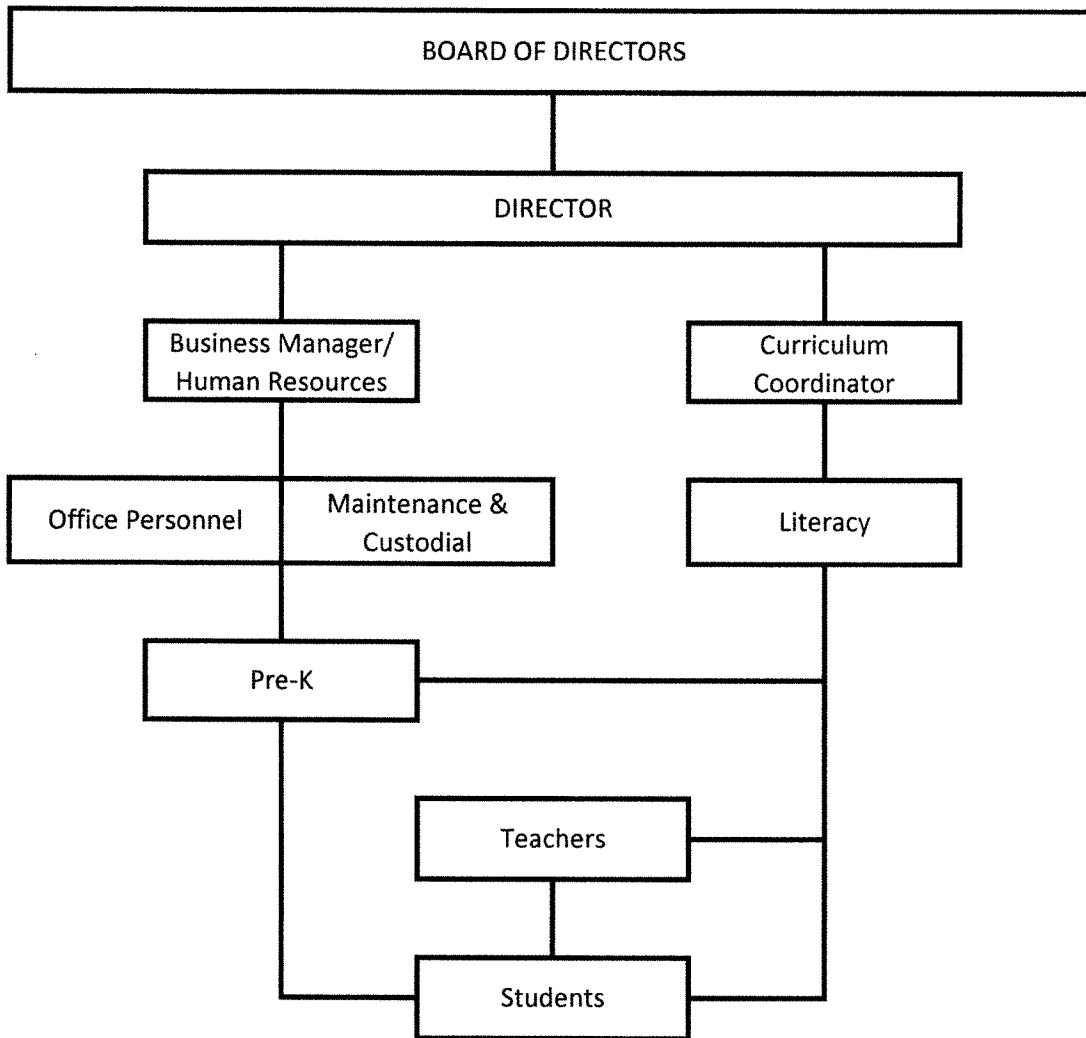 BOARD OF DIRECTORS
DIRECTOR
Business Manager/
Human Resources
Curriculum
Coordinator
Office Personnel
Maintenance &
Custodial
Literacy
Pre-K
Teachers
Students